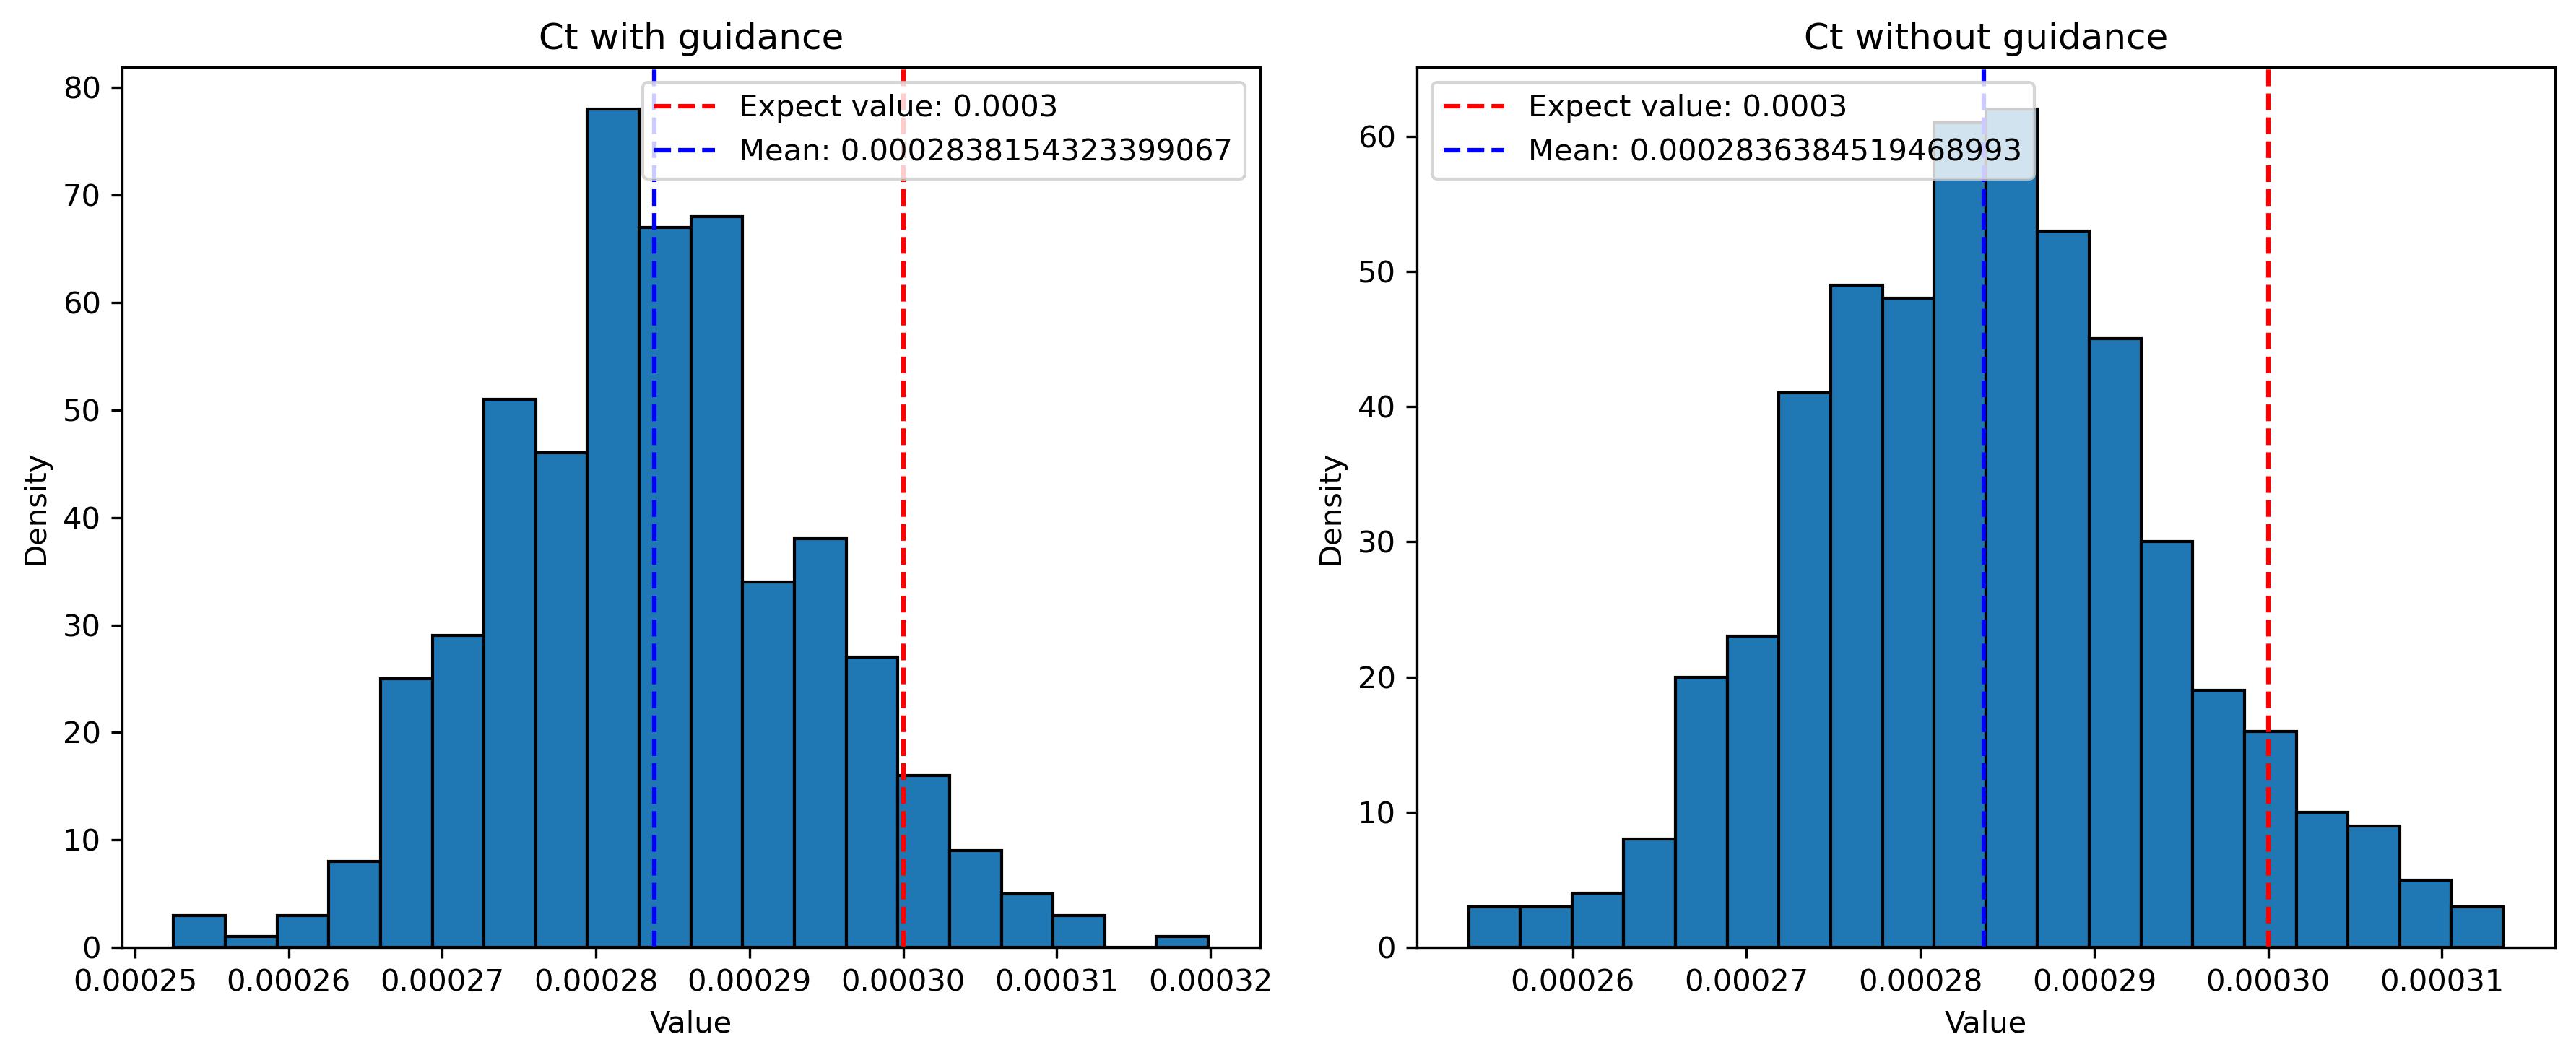 Ct with guidance
Expect value: 0.0003
Mean: 0.0002838154323399067
80
70
60
50
40
30
20
10
0
Density
0.00025 0.00026 0.00027 0.00028 0.00029 0.00030 0.00031 0.00032
Value
Ct without guidance
Expect value: 0.0003
Mean: 0.0002836384519468993
60
50
40
30
20
10
0
Density
0.00026 0.00027 0.00028 0.00029 0.00030 0.00031
Value